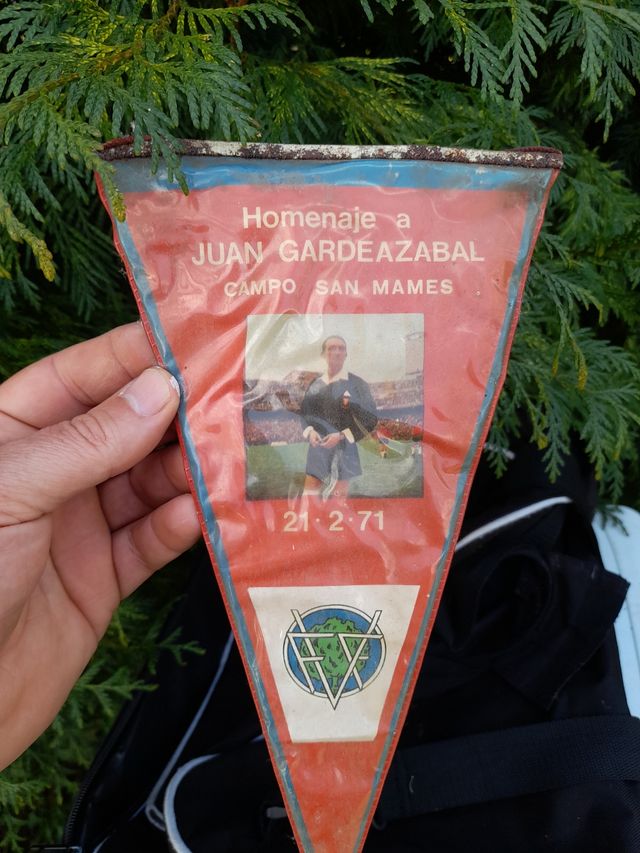 Homenaje a
JUAN GARDEAZABAL
CAMPO SAN MAMES
21·2·71